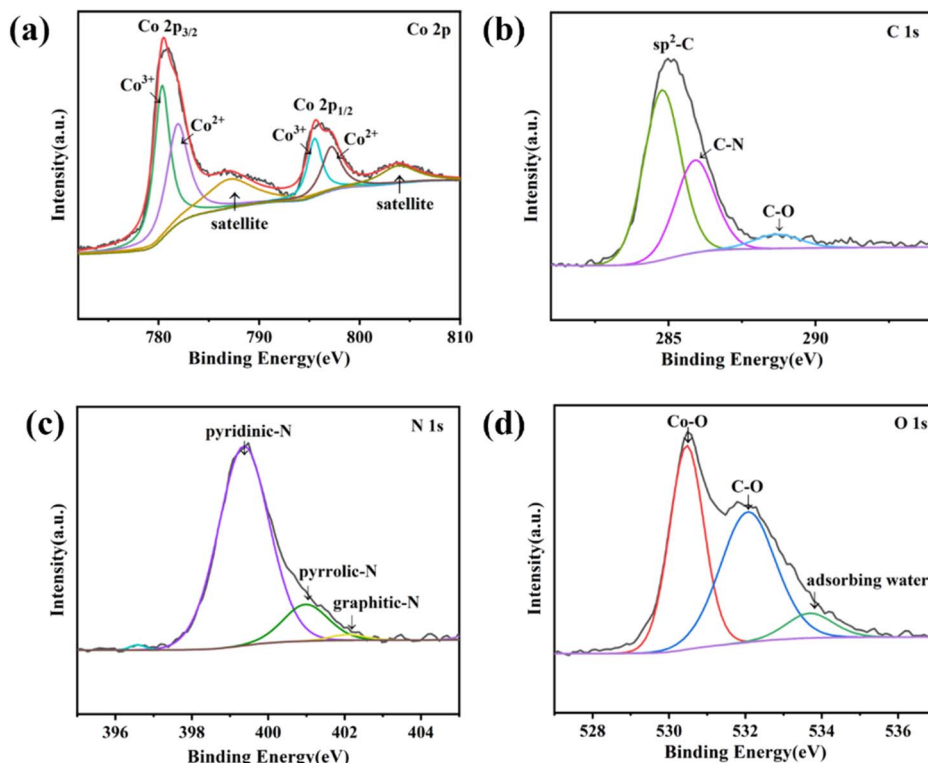 (a)
Co 2p
Co 2p3/2
Co3+
Co2+
Co 2p1/2
Co3+
Co2+
satellite
satellite
Intensity(a.u.)
780 790 800 810
Binding Energy(eV)
(b)
C 1s
sp2-C
C-N
C-O
Intensity(a.u.)
285 290
Binding Energy(eV)
(c)
N 1s
pyridinic-N
pyrrolic-N
graphitic-N
Intensity(a.u.)
396 398 400 402 404
Binding Energy(eV)
(d)
O 1s
Co-O
C-O
adsorbing water
Intensity(a.u.)
528 530 532 534 536
Binding Energy(eV)